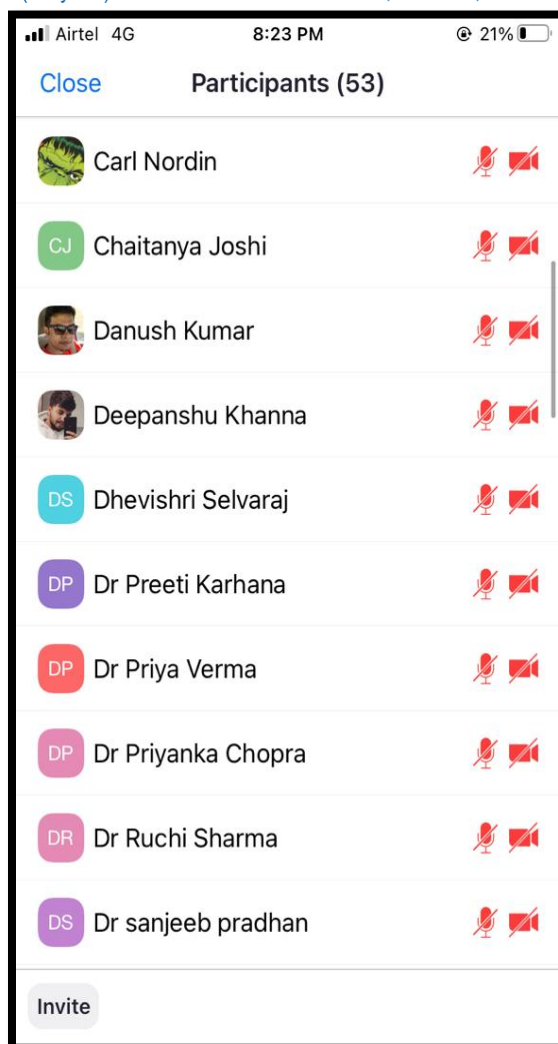 Airtel 4G 8:23 PM 21%
Close Participants (53)
Carl Nordin
CJ Chaitanya Joshi
Danush Kumar
Deepanshu Khanna
DS Dhevishri Selvaraj
DP Dr Preeti Karhana
DP Dr Priya Verma
DP Dr Priyanka Chopra
DR Dr Ruchi Sharma
DS Dr sanjeeb pradhan
Invite